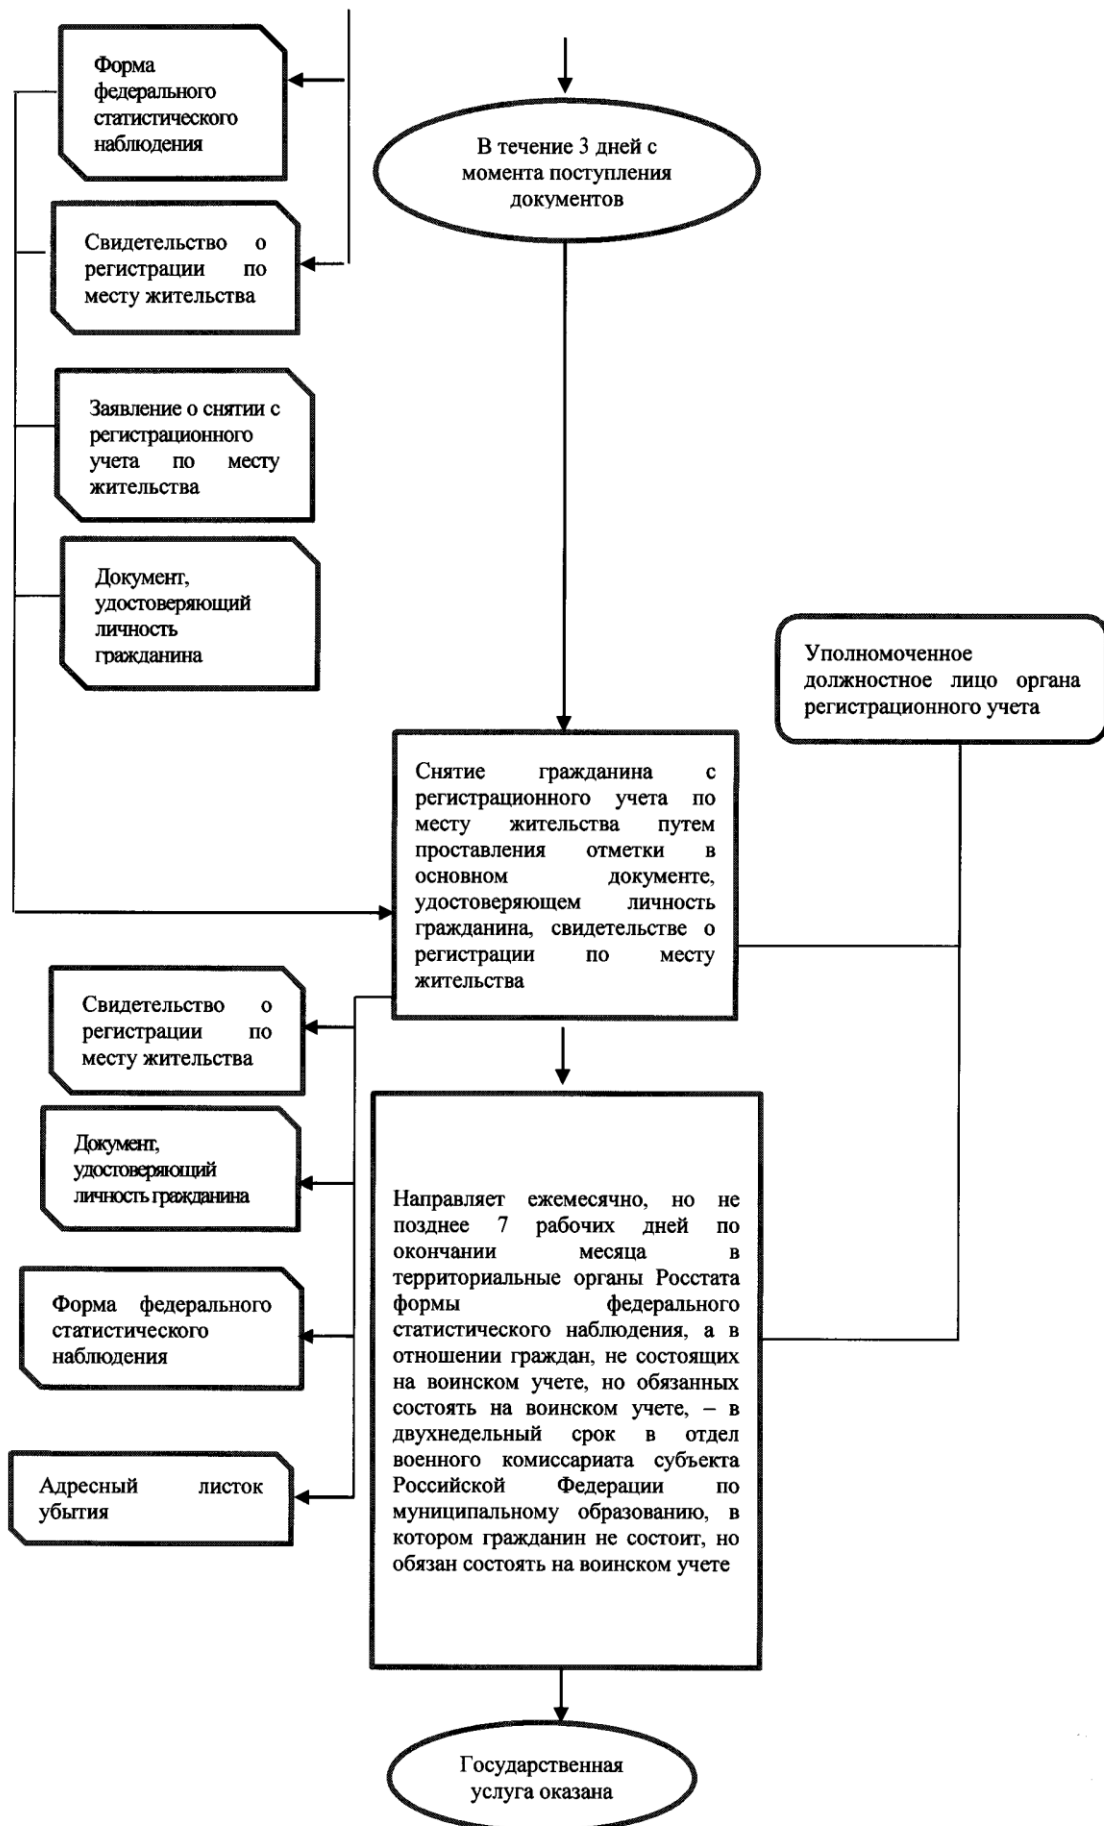 Форма
федерального
статистического
наблюдения
В течение 3 дней с
момента поступления
документов
Свидетельство о
регистрации по
месту жительства
Заявление о снятии с
регистрационного
учета по месту
жительства
Документ,
удостоверяющий
личность
гражданина
Уполномоченное
должностное лицо органа
регистрационного учета
Снятие гражданина с
регистрационного учета по
месту жительства путем
проставления отметки в
основном документе,
удостоверяющем личность
гражданина, свидетельстве о
регистрации по месту
жительства
Свидетельство о
регистрации по
месту жительства
Документ,
удостоверяющий
личность гражданина
Форма федерального
статистического
наблюдения
Адресный листок
убытия
Направляет ежемесячно, но не
позднее 7 рабочих дней по
окончании месяца в
территориальные органы Росстата
формы федерального
статистического наблюдения, а в
отношении граждан, не состоящих
на воинском учете, но обязанных
состоять на воинском учете, – в
двухнедельный срок в отдел
военного комиссариата субъекта
Российской Федерации по
муниципальному образованию, в
котором гражданин не состоит, но
обязан состоять на воинском учете
Государственная
услуга оказана